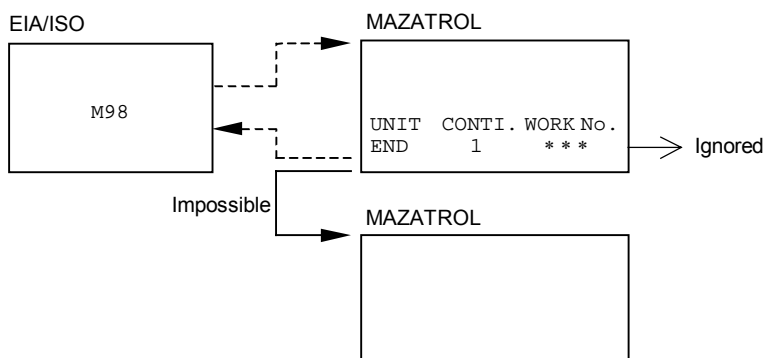 EIA/ISO
MAZATROL
M98
UNIT CONTI. WORK No.
END 1 ***
Ignored
Impossible
MAZATROL